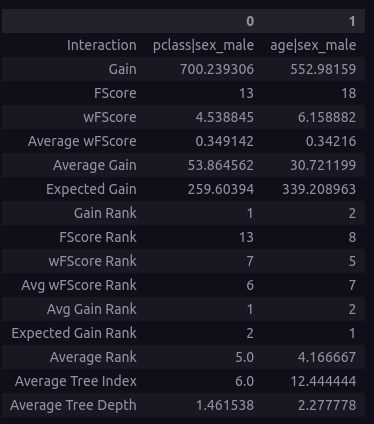 0 1
Interaction pclass|sex_male age|sex_male
Gain 700.239306 552.98159
FScore 13 18
wFScore 4.538845 6.158882
Average wFScore 0.349142 0.34216
Average Gain 53.864562 30.721199
Expected Gain 259.60394 339.208963
Gain Rank 1 2
FScore Rank 13 8
wFScore Rank 7 5
Avg wFScore Rank 6 7
Avg Gain Rank 1 2
Expected Gain Rank 2 1
Average Rank 5.0 4.166667
Average Tree Index 6.0 12.444444
Average Tree Depth 1.461538 2.277778